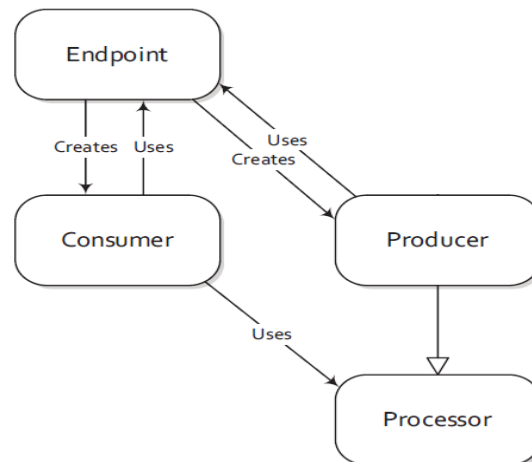 Endpoint
Creates
Uses
Uses
Creates
Consumer
Producer
Uses
Processor